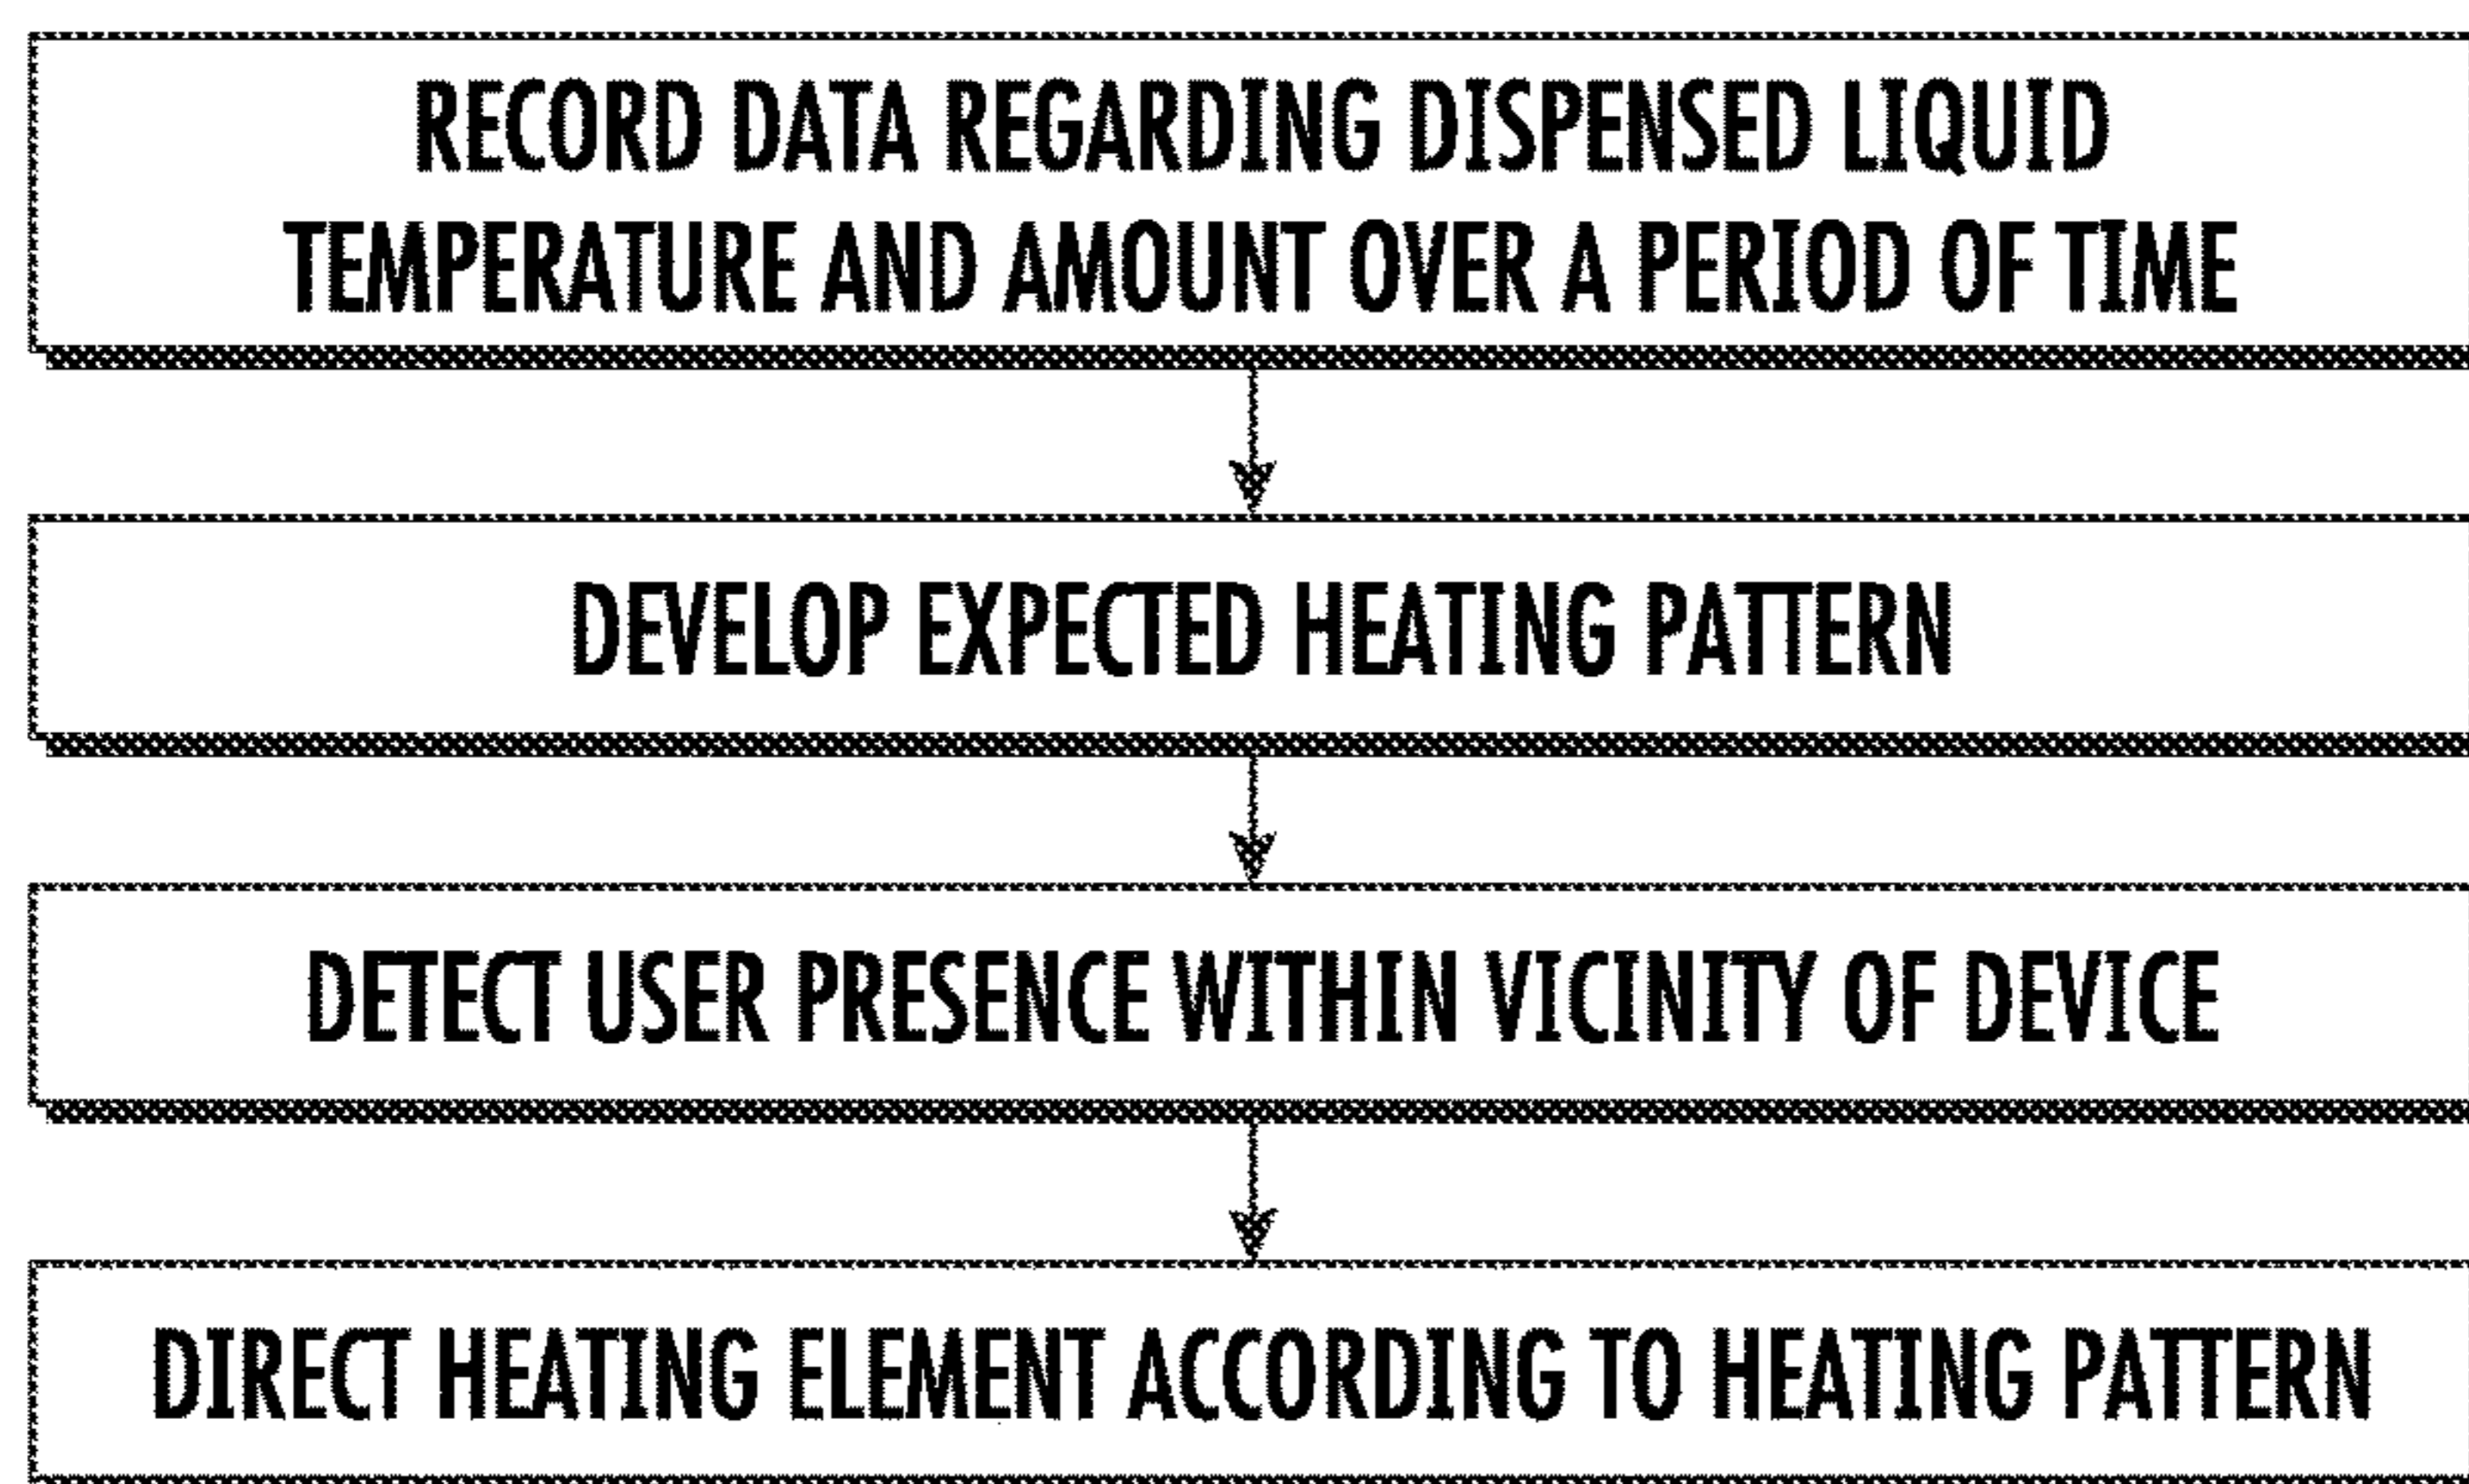 RECORD DATA REGARDING DISPENSED LIQUID
TEMPERATURE AND AMOUNT OVER A PERIOD OF TIME
DEVELOP EXPECTED HEATING PATTERN
DETECT USER PRESENCE WITHIN VICINITY OF DEVICE
DIRECT HEATING ELEMENT ACCORDING TO HEATING PATTERN